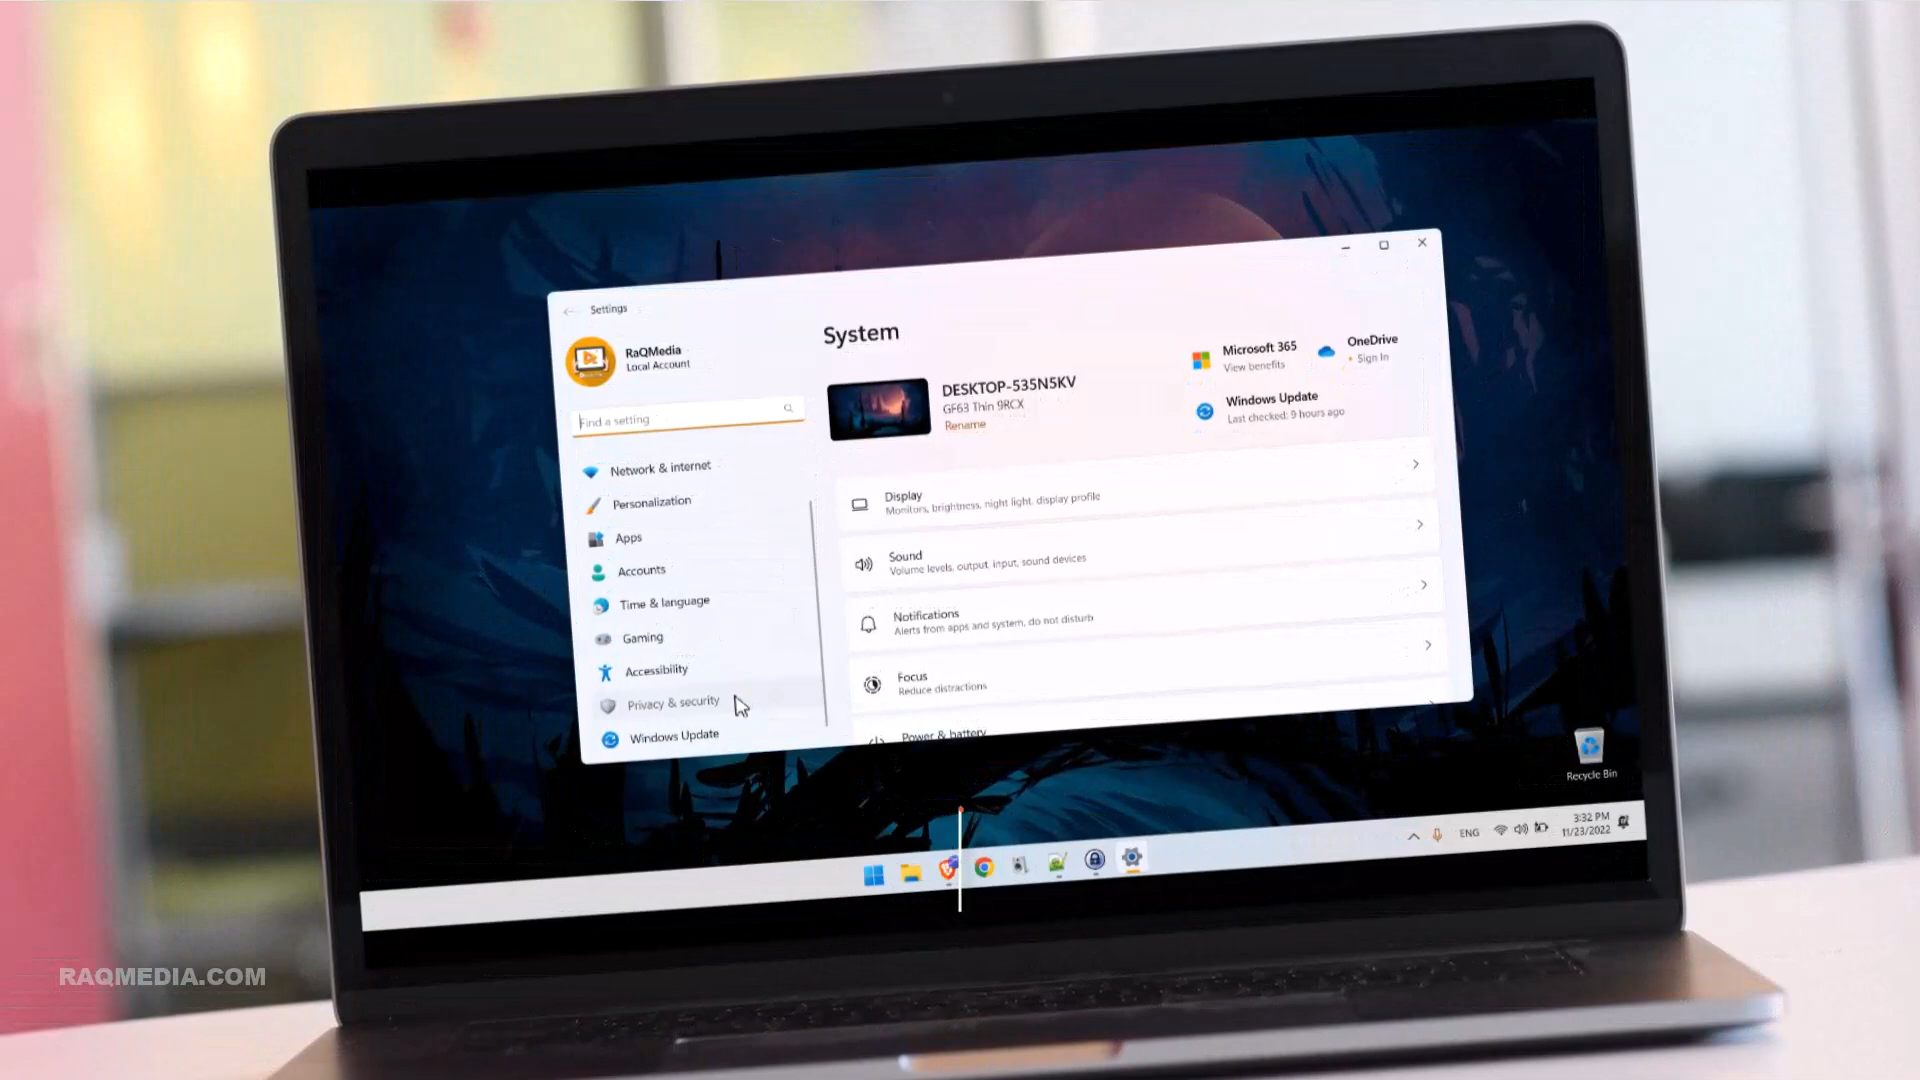 Settings
RaQMedia
Local Account
Find a setting
Network & internet
Personalization
Apps
Accounts
Time & language
Gaming
Accessibility
Privacy & security
Windows Update
System
DESKTOP-535N5KV
GF63 Thin 9RCX
Rename
Microsoft 365
View benefits
OneDrive
Sign In
Windows Update
Last checked: 9 hours ago
Display
Monitors, brightness, night light, display profile
Sound
Volume levels, output, input, sound devices
Notifications
Alerts from apps and system, do not disturb
Focus
Reduce distractions
Power & battery
Recycle Bin
ENG
3:32 PM
11/23/2022
RAQMEDIA.COM